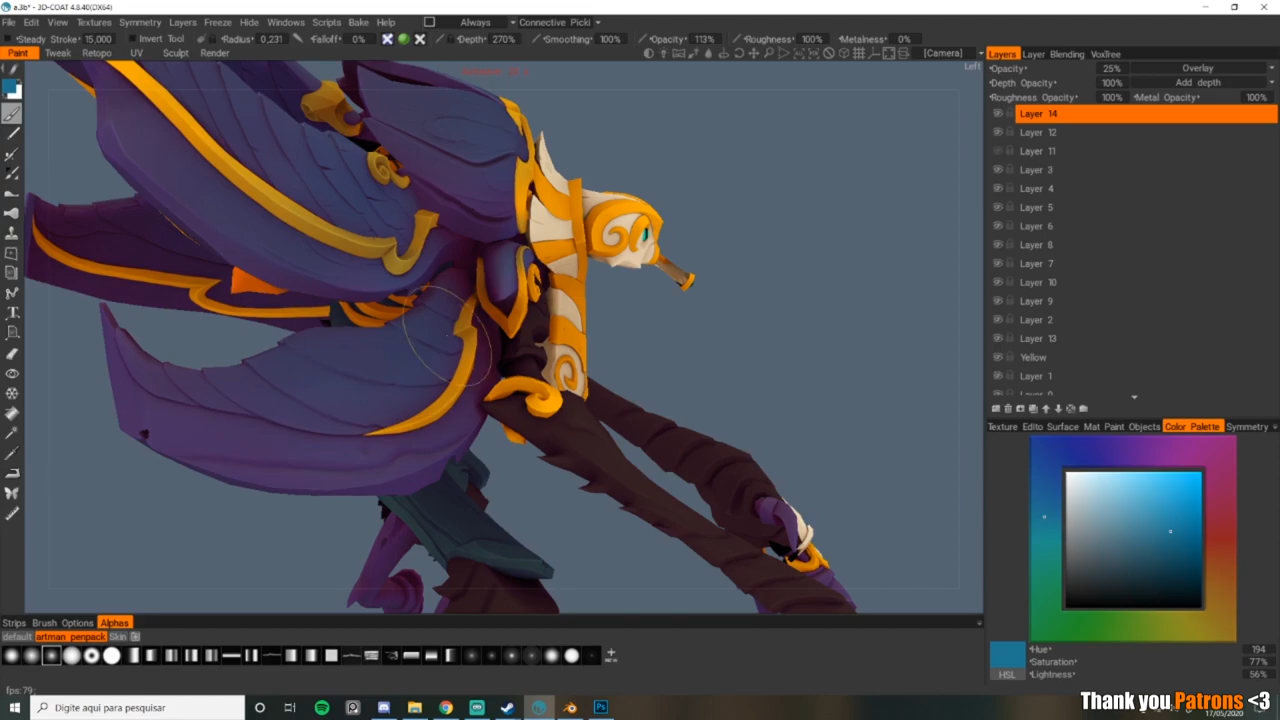 a.3b* - 3D-COAT 4.8.40(DX64)
File Edit View Textures Symmetry Layers Freeze Hide Windows Scripts Bake Help Always Connective Picki
Steady Stroke 15,000 Invert Tool Radius 0,231 Falloff 0% Depth 270% Smoothing 100% Opacity 113% Roughness 100% Metalness 0%
Paint Tweak Retopo UV Sculpt Render [Camera]
Left
Layers Layer Blending VoxTree
Opacity 25% Overlay
Depth Opacity 100% Add depth
Roughness Opacity 100% Metal Opacity 100%
Layer 14
Layer 12
Layer 11
Layer 3
Layer 4
Layer 5
Layer 6
Layer 8
Layer 7
Layer 10
Layer 9
Layer 2
Layer 13
Yellow
Layer 1
Layer 0
Texture Edito Surface Mat Paint Objects Color Palette Symmetry
Hue 194
Saturation 77%
HSL Lightness 56%
Strips Brush Options Alphas
default artman penpack Skin
fps:79;
Digite aqui para pesquisar
Thank you Patrons <3
17/05/2020